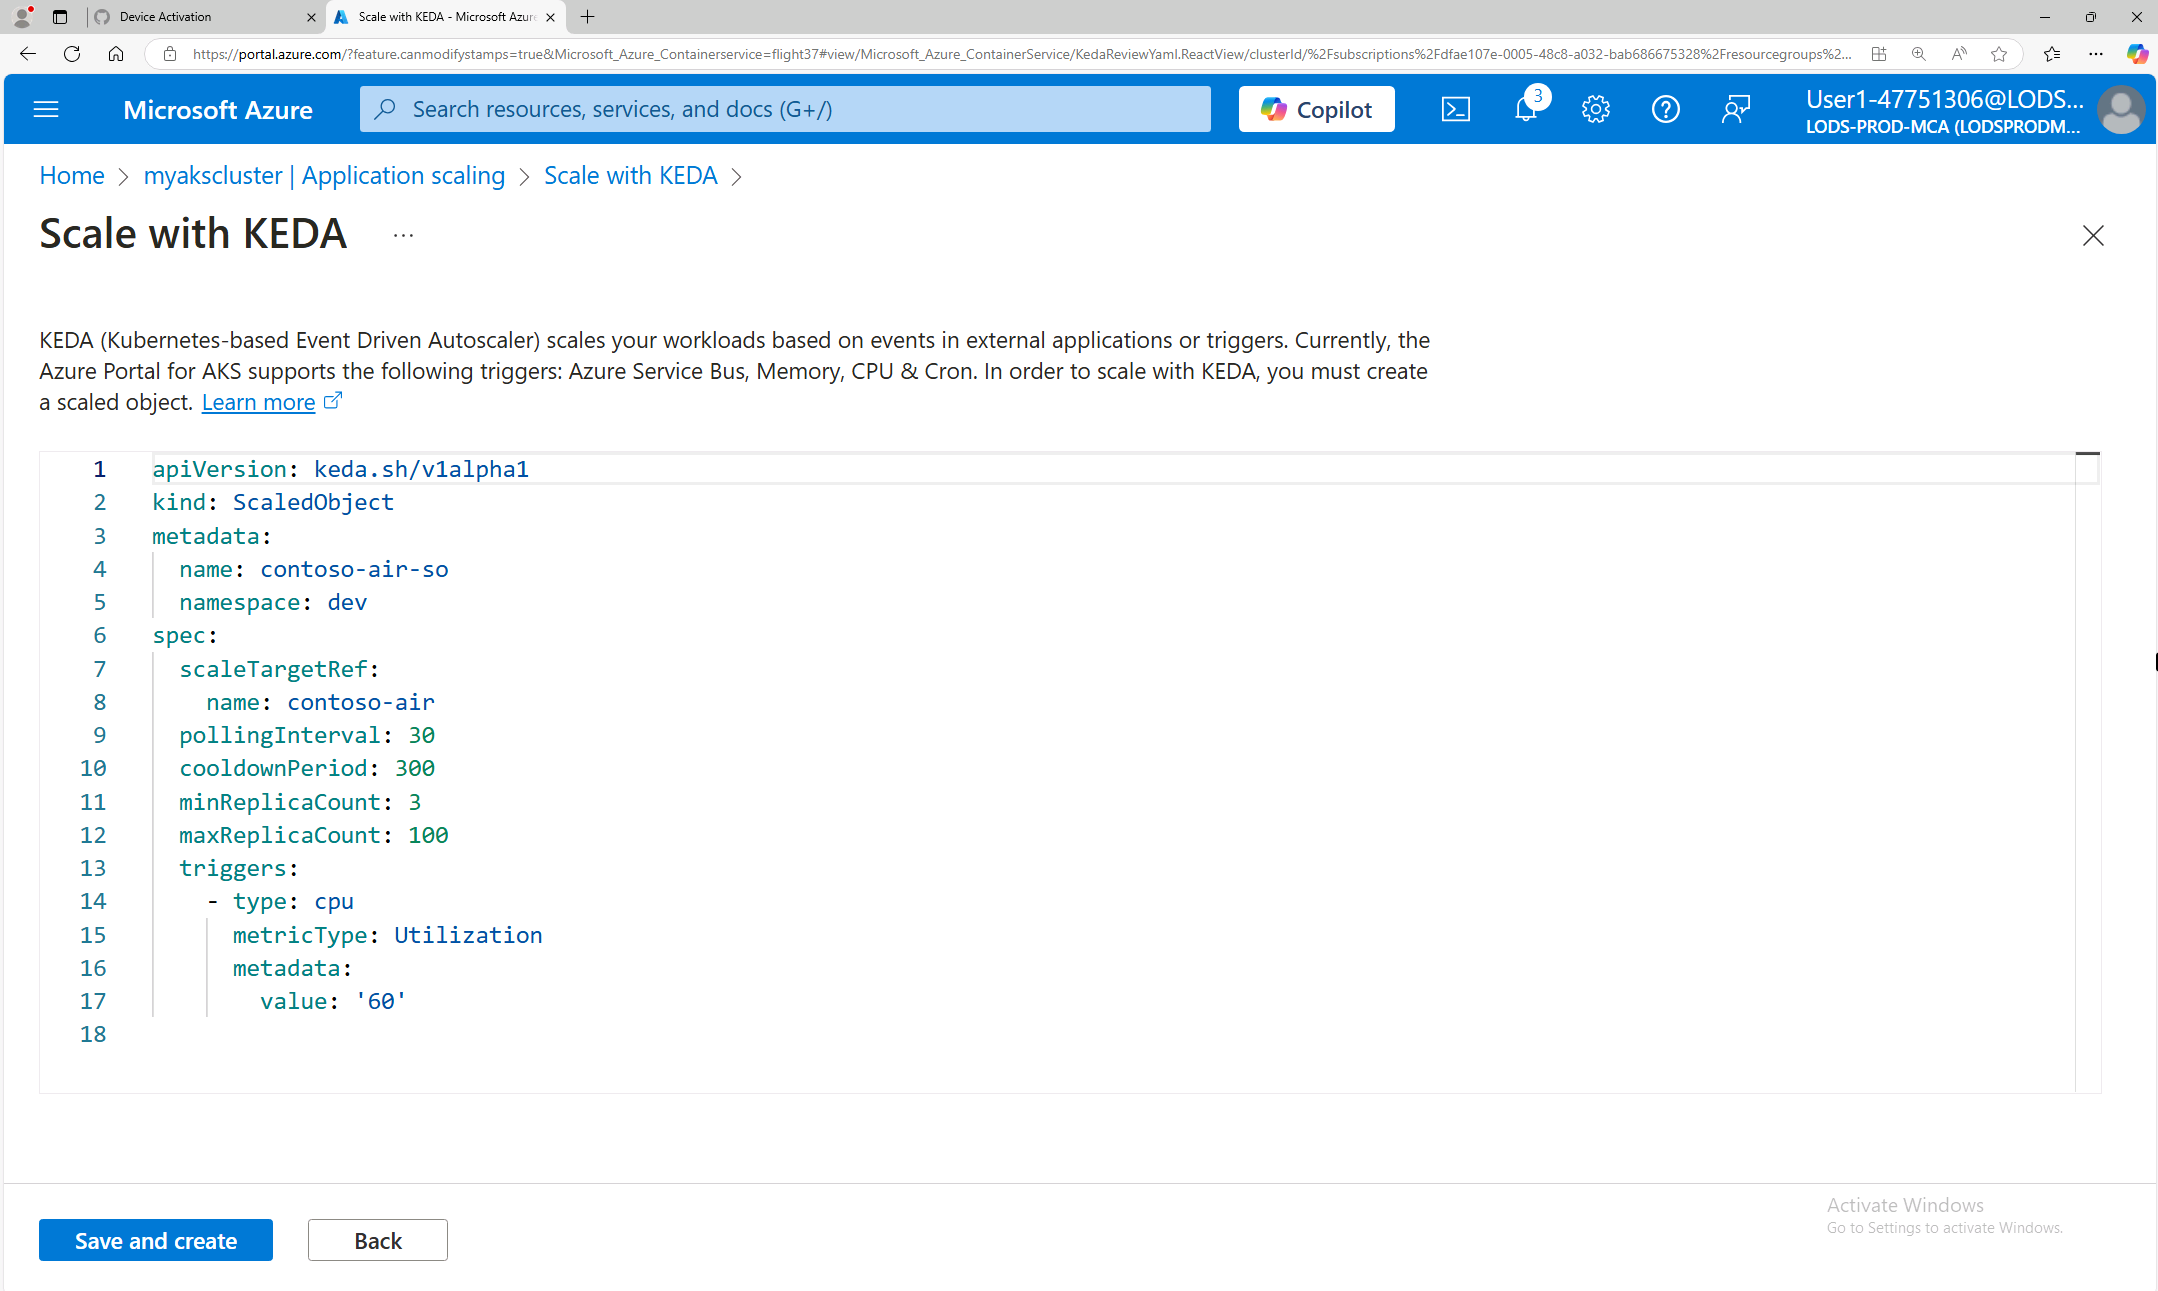 Device Activation
Scale with KEDA - Microsoft Azur
https://portal.azure.com/?feature.canmodifystamps=true&Microsoft_Azure_Containerservice=flight37#view/Microsoft_Azure_ContainerService/KedaReviewYaml.ReactView/clusterId/%2Fsubscriptions%2Fdfae107e-0005-48c8-a032-bab686675328%2Fresourcegroups%2...
Microsoft Azure
Search resources, services, and docs (G+/)
Copilot
3
User1-47751306@LODS...
LODS-PROD-MCA (LODSPRODM...
Home > myakscluster | Application scaling > Scale with KEDA >
Scale with KEDA ...
KEDA (Kubernetes-based Event Driven Autoscaler) scales your workloads based on events in external applications or triggers. Currently, the
Azure Portal for AKS supports the following triggers: Azure Service Bus, Memory, CPU & Cron. In order to scale with KEDA, you must create
a scaled object. Learn more
1 apiVersion: keda.sh/v1alpha1
2 kind: ScaledObject
3 metadata:
4   name: contoso-air-so
5   namespace: dev
6 spec:
7   scaleTargetRef:
8     name: contoso-air
9   pollingInterval: 30
10   cooldownPeriod: 300
11   minReplicaCount: 3
12   maxReplicaCount: 100
13   triggers:
14     - type: cpu
15       metricType: Utilization
16       metadata:
17         value: '60'
18
Activate Windows
Go to Settings to activate Windows.
Save and create
Back